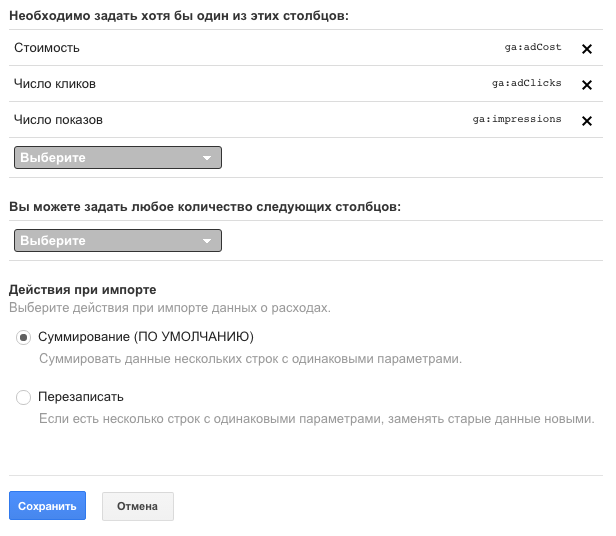 Необходимо задать хотя бы один из этих столбцов:
Стоимость ga:adCost
Число кликов ga:adClicks
Число показов ga:impressions
Выберите
Вы можете задать любое количество следующих столбцов:
Выберите
Действия при импорте
Выберите действия при импорте данных о расходах.
Суммирование (ПО УМОЛЧАНИЮ)
Суммировать данные нескольких строк с одинаковыми параметрами.
Перезаписать
Если есть несколько строк с одинаковыми параметрами, заменять старые данные новыми.
Сохранить Отмена